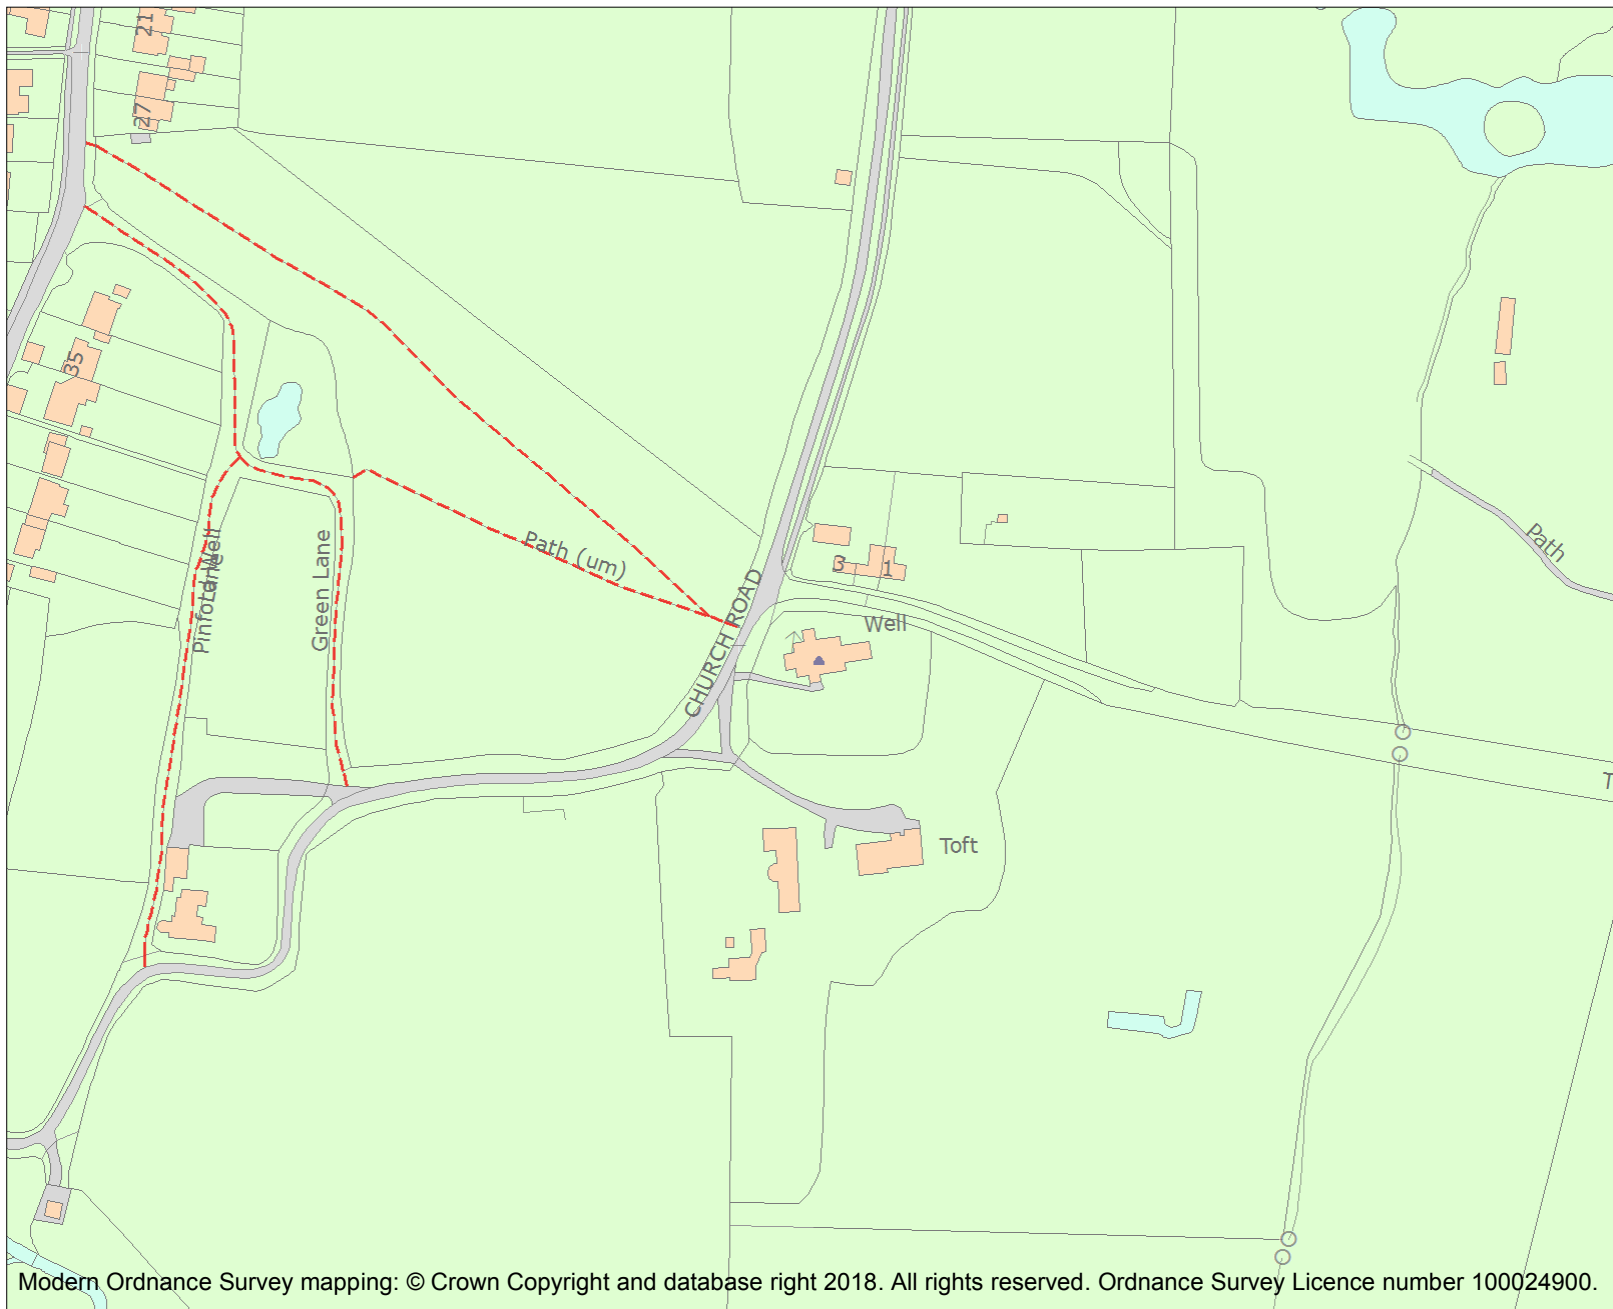 21
27
35
Path (um)
Path
Pinfold
Lane
Well
Green Lane
CHURCH ROAD
3
1
Well
T
Toft
Modern Ordnance Survey mapping: © Crown Copyright and database right 2018. All rights reserved. Ordnance Survey Licence number 100024900.